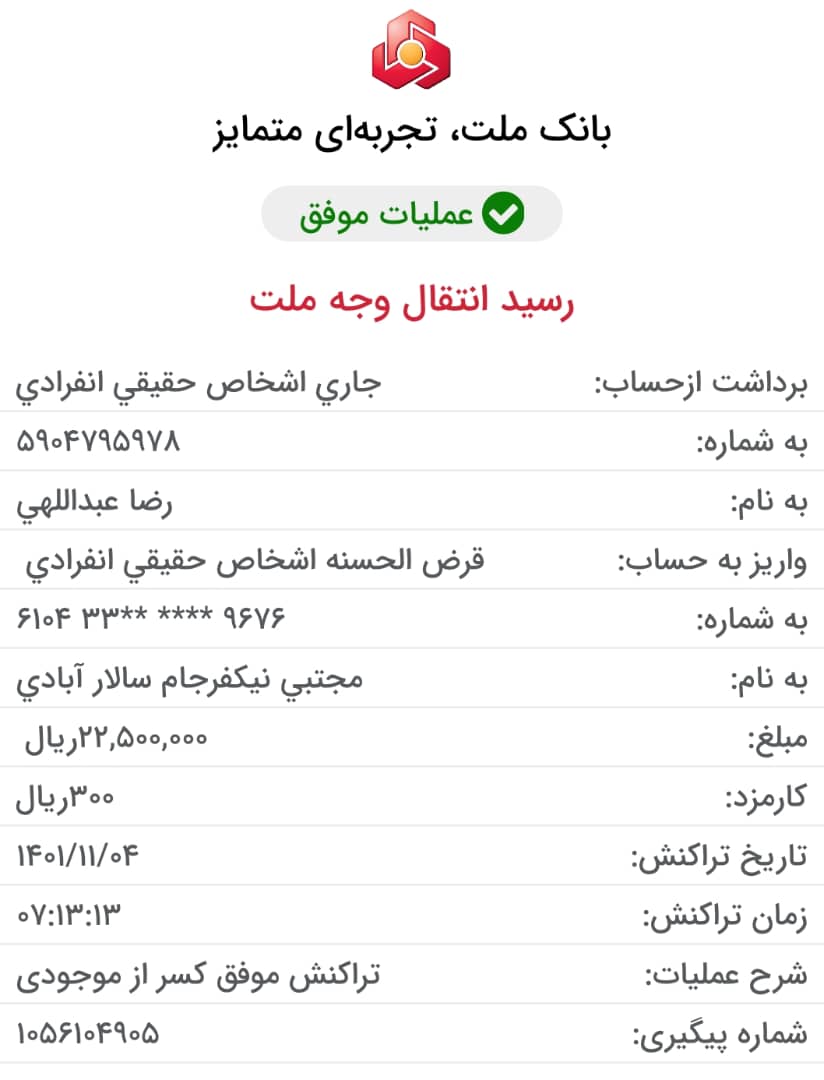 بانک ملت، تجربه‌ای متمایز
عملیات موفق
رسید انتقال وجه ملت
برداشت ازحساب: جاري اشخاص حقيقي انفرادي
به شماره: ۵۹۰۴۷۹۵۹۷۸
به نام: رضا عبداللهي
واریز به حساب: قرض الحسنه اشخاص حقيقي انفرادي
به شماره: ۶۱۰۴ ۳۳** **** ۹۶۷۶
به نام: مجتبي نيکفرجام سالار آبادي
مبلغ: ۲۲,۵۰۰,۰۰۰ریال
کارمزد: ۳۰۰ریال
تاریخ تراکنش: ۱۴۰۱/۱۱/۰۴
زمان تراکنش: ۰۷:۱۳:۱۳
شرح عملیات: تراکنش موفق کسر از موجودی
شماره پیگیری: ۱۰۵۶۱۰۴۹۰۵